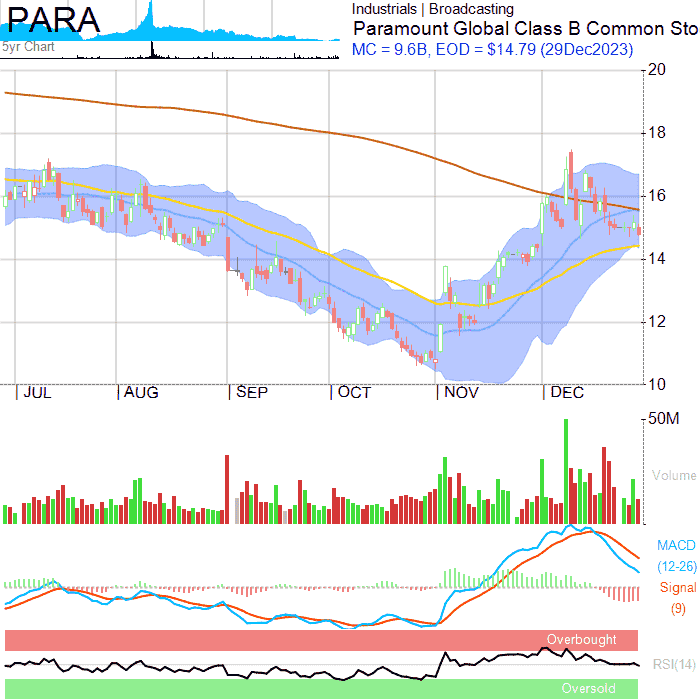 PARA
5yr Chart
Industrials | Broadcasting
Paramount Global Class B Common Sto
MC = 9.6B, EOD = $14.79 (29Dec2023)
20
18
16
14
12
10
JUL AUG SEP OCT NOV DEC
50M
Volume
MACD
(12-26)
Signal
(9)
Overbought
RSI(14)
Oversold